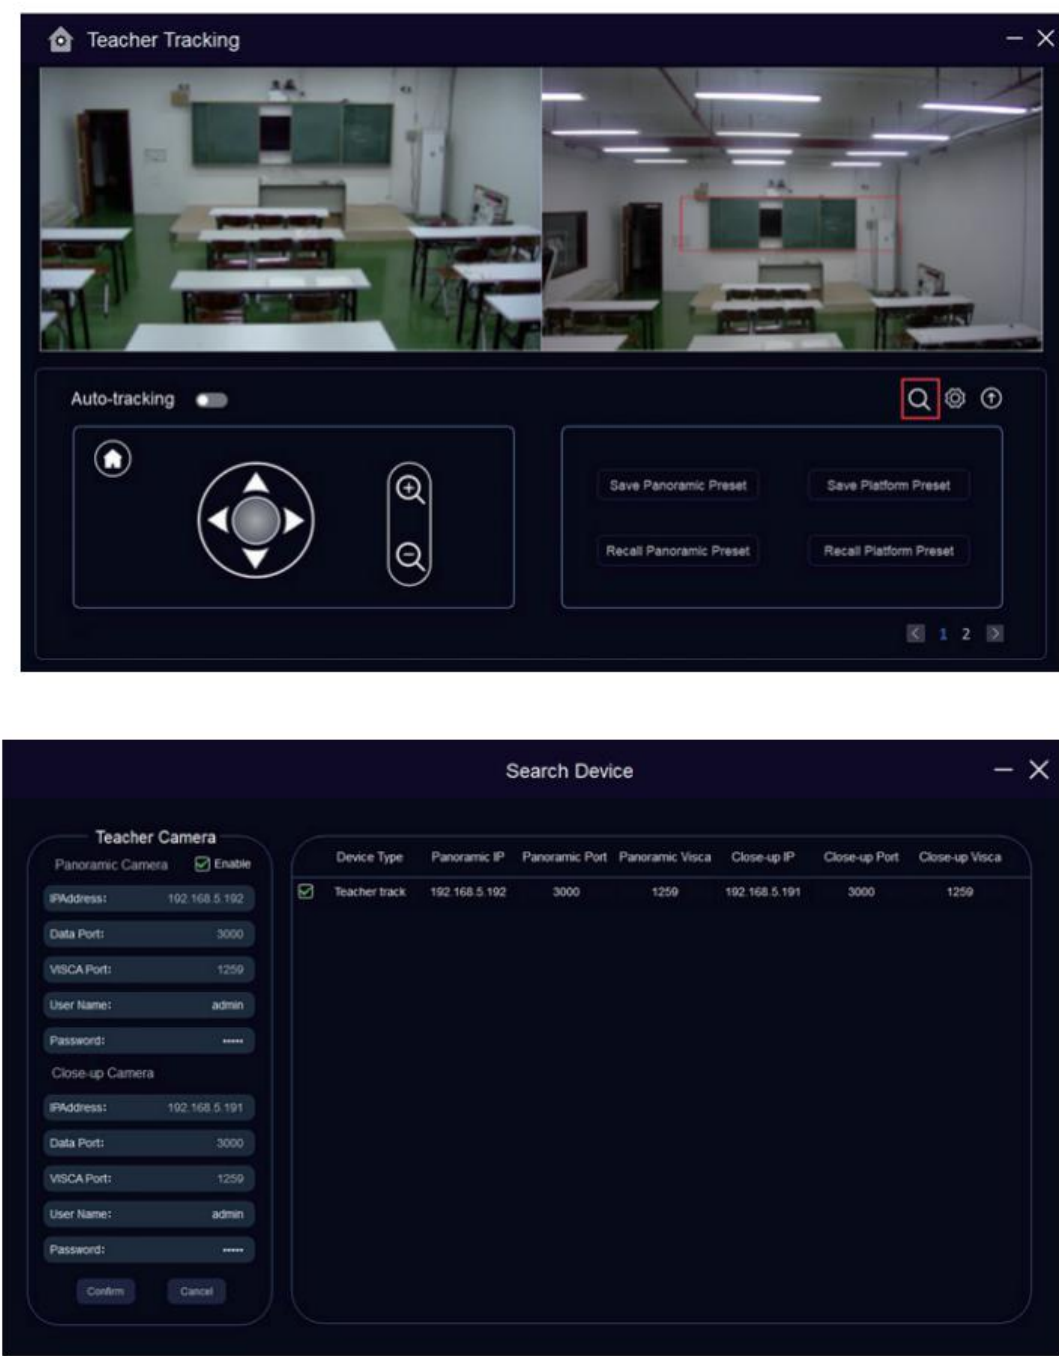 Teacher Tracking
Auto-tracking
Save Panoramic Preset
Save Platform Preset
Recall Panoramic Preset
Recall Platform Preset
1 2
Search Device
Teacher Camera
Panoramic Camera Enable
IPAddress: 192.168.5.192
Data Port: 3000
VISCA Port: 1259
User Name: admin
Password: •••••
Close-up Camera
IPAddress: 192.168.5.191
Data Port: 3000
VISCA Port: 1259
User Name: admin
Password: •••••
Confirm Cancel
Device Type Panoramic IP Panoramic Port Panoramic Visca Close-up IP Close-up Port Close-up Visca
Teacher track 192.168.5.192 3000 1259 192.168.5.191 3000 1259